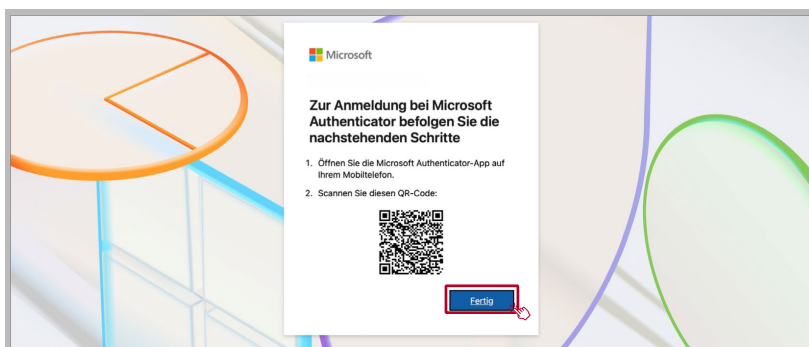 Microsoft
Zur Anmeldung bei Microsoft
Authenticator befolgen Sie die
nachstehenden Schritte
1. Öffnen Sie die Microsoft Authenticator-App auf
Ihrem Mobiltelefon.
2. Scannen Sie diesen QR-Code:
Fertig